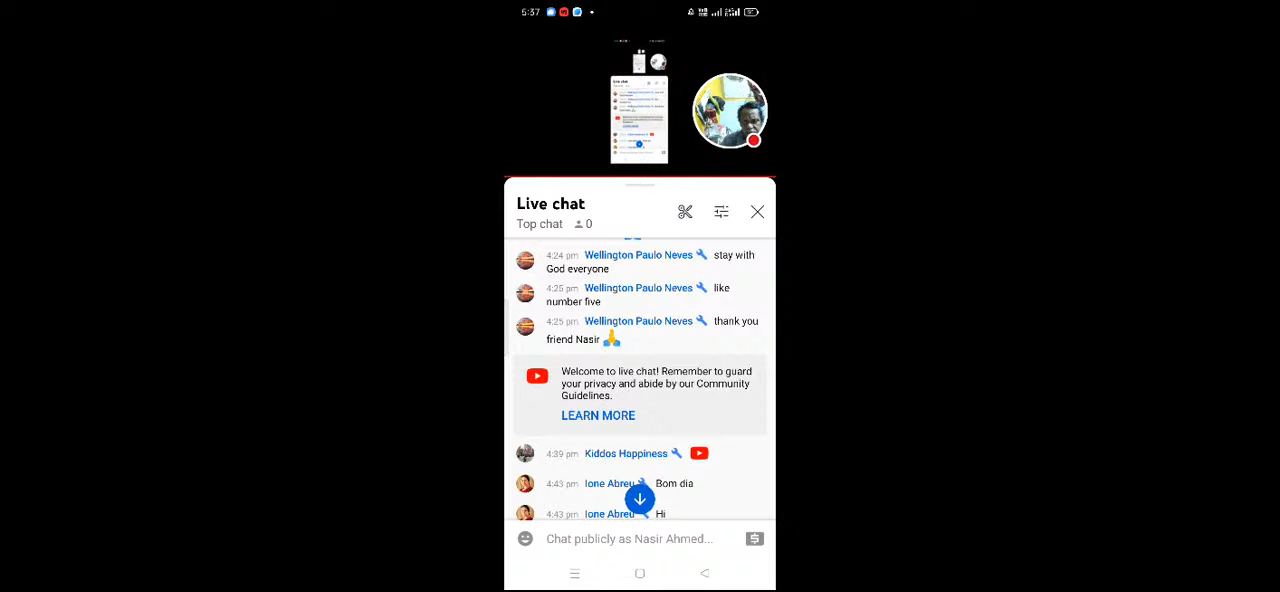 5:37
Live chat
Top chat 0
4:24 pm Wellington Paulo Neves stay with
God everyone
4:25 pm Wellington Paulo Neves like
number five
4:25 pm Wellington Paulo Neves thank you
friend Nasir
Welcome to live chat! Remember to guard
your privacy and abide by our Community
Guidelines.
LEARN MORE
4:39 pm Kiddos Happiness
4:43 pm Ione Abreu Bom dia
4:43 pm Ione Abreu Hi
Chat publicly as Nasir Ahmed...